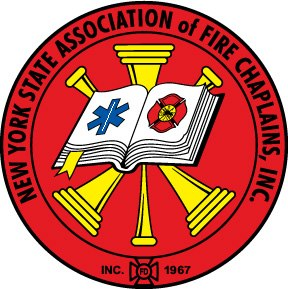 NEW YORK STATE ASSOCIATION of FIRE CHAPLAINS, INC.
INC. FD 1967